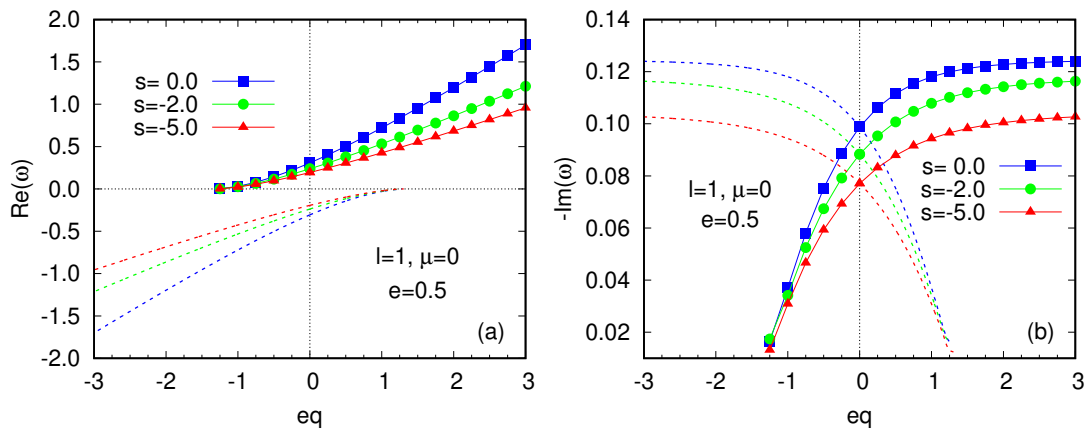 2.0
1.5
1.0
0.5
0.0
-0.5
-1.0
-1.5
-2.0
Re(ω)
s= 0.0
s=-2.0
s=-5.0
l=1, μ=0
e=0.5
(a)
-3 -2 -1 0 1 2 3
eq
0.14
0.12
0.10
0.08
0.06
0.04
0.02
-Im(ω)
s= 0.0
s=-2.0
s=-5.0
l=1, μ=0
e=0.5
(b)
-3 -2 -1 0 1 2 3
eq